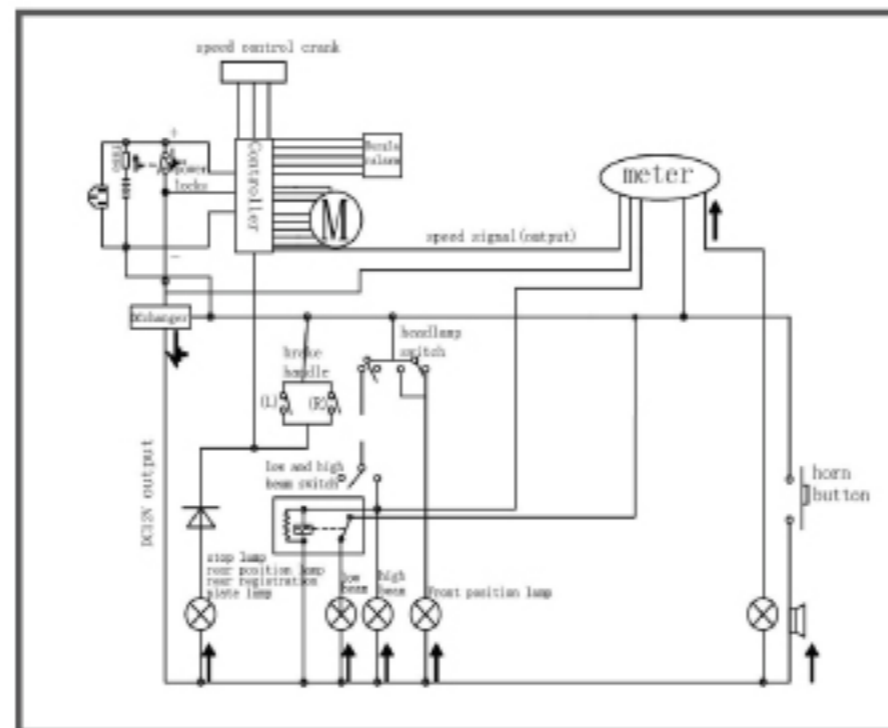 speed control crank
+
Controller
power
locks
M
meter
speed signal(output)
-
DCchanger
headlamp
switch
broke
handle
(L)
(R)
DC12V output
low and high
beam switch
horn
button
stop lamp
rear position lamp
rear registration
plate lamp
low
beam
high
beam
Front position lamp